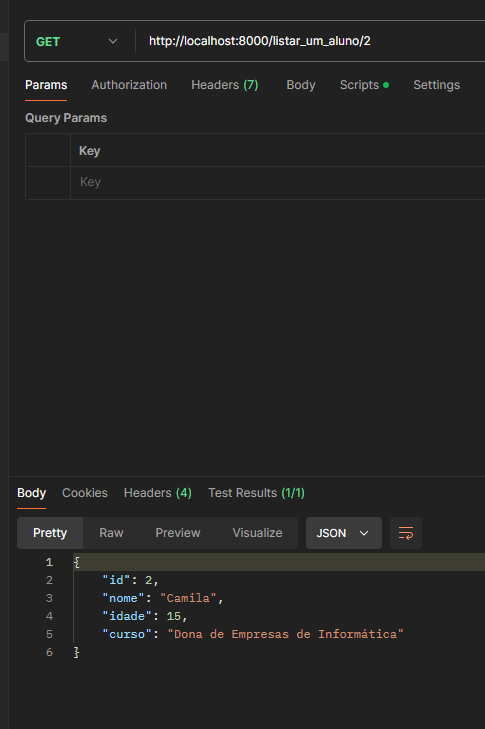 GET http://localhost:8000/listar_um_aluno/2
Params Authorization Headers (7) Body Scripts Settings
Query Params
Key
Key
Body Cookies Headers (4) Test Results (1/1)
Pretty Raw Preview Visualize JSON
1 {
2 "id": 2,
3 "nome": "Camila",
4 "idade": 15,
5 "curso": "Dona de Empresas de Informática"
6 }